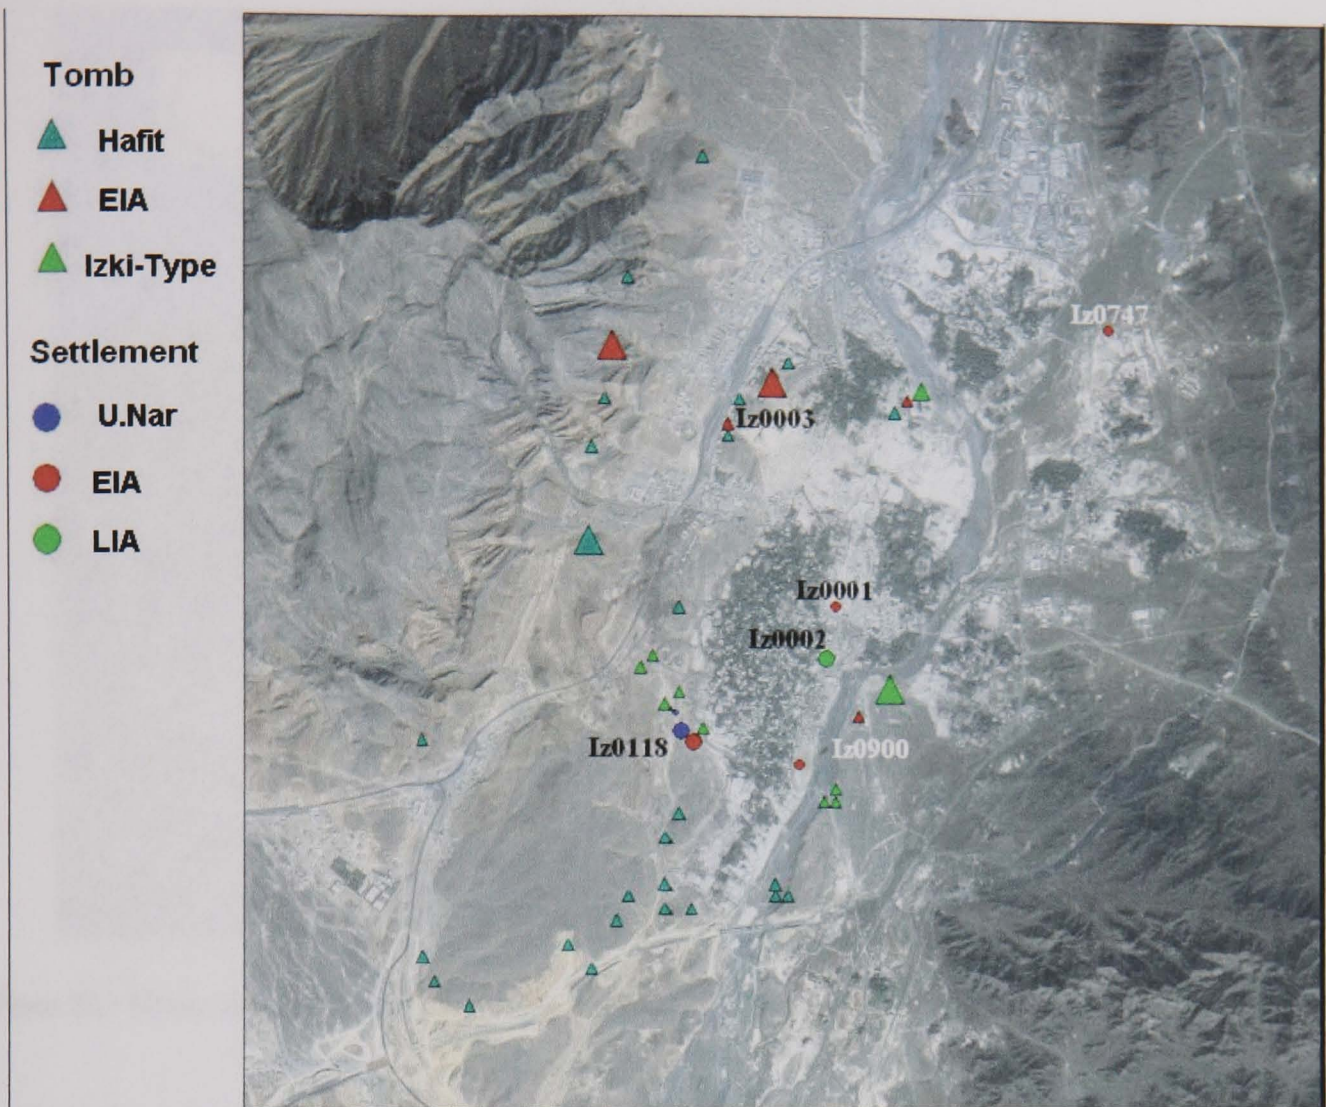 Tomb
Hafit
EIA
Izki-Type
Settlement
U.Nar
EIA
LIA
Iz0747
Iz0003
Iz0001
Iz0002
Iz0118
Iz0900